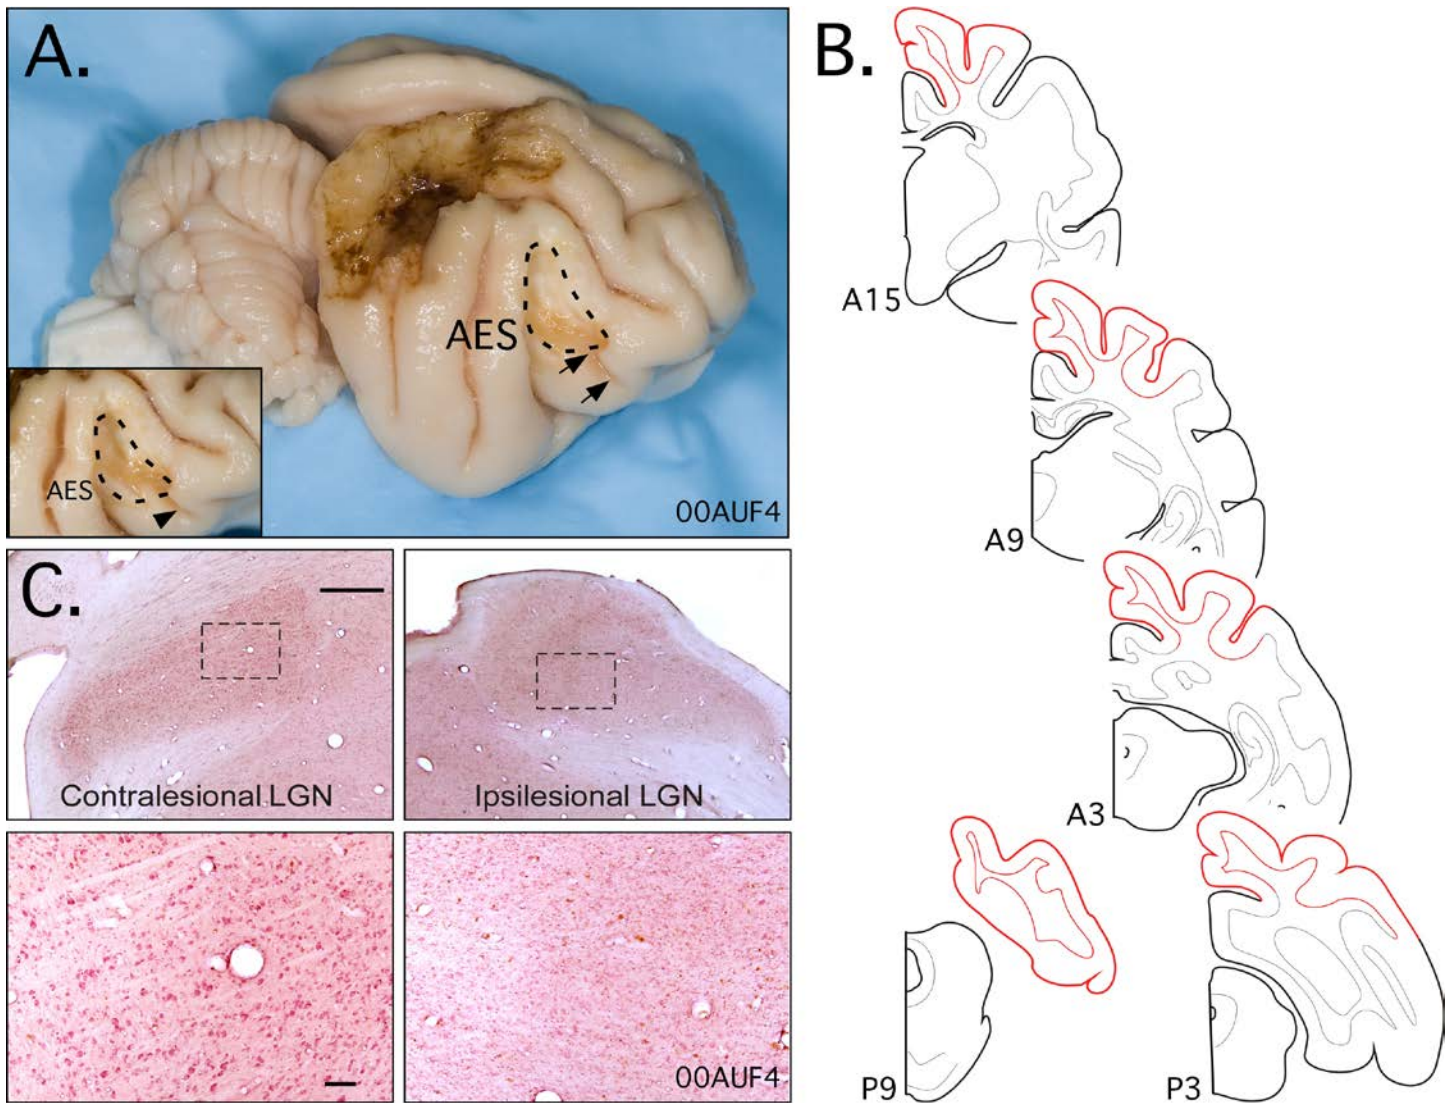 A.
AES
AES
00AUF4
B.
A15
A9
A3
P9
P3
C.
Contralesional LGN
Ipsilesional LGN
00AUF4